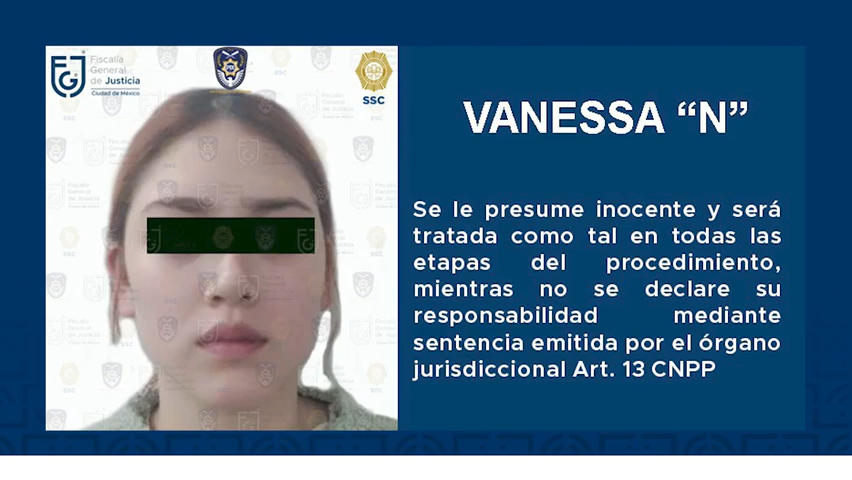 Fiscalía
General
de Justicia
Ciudad de México
SSC
VANESSA “N”
Se le presume inocente y será
tratada como tal en todas las
etapas del procedimiento,
mientras no se declare su
responsabilidad mediante
sentencia emitida por el órgano
jurisdiccional Art. 13 CNPP